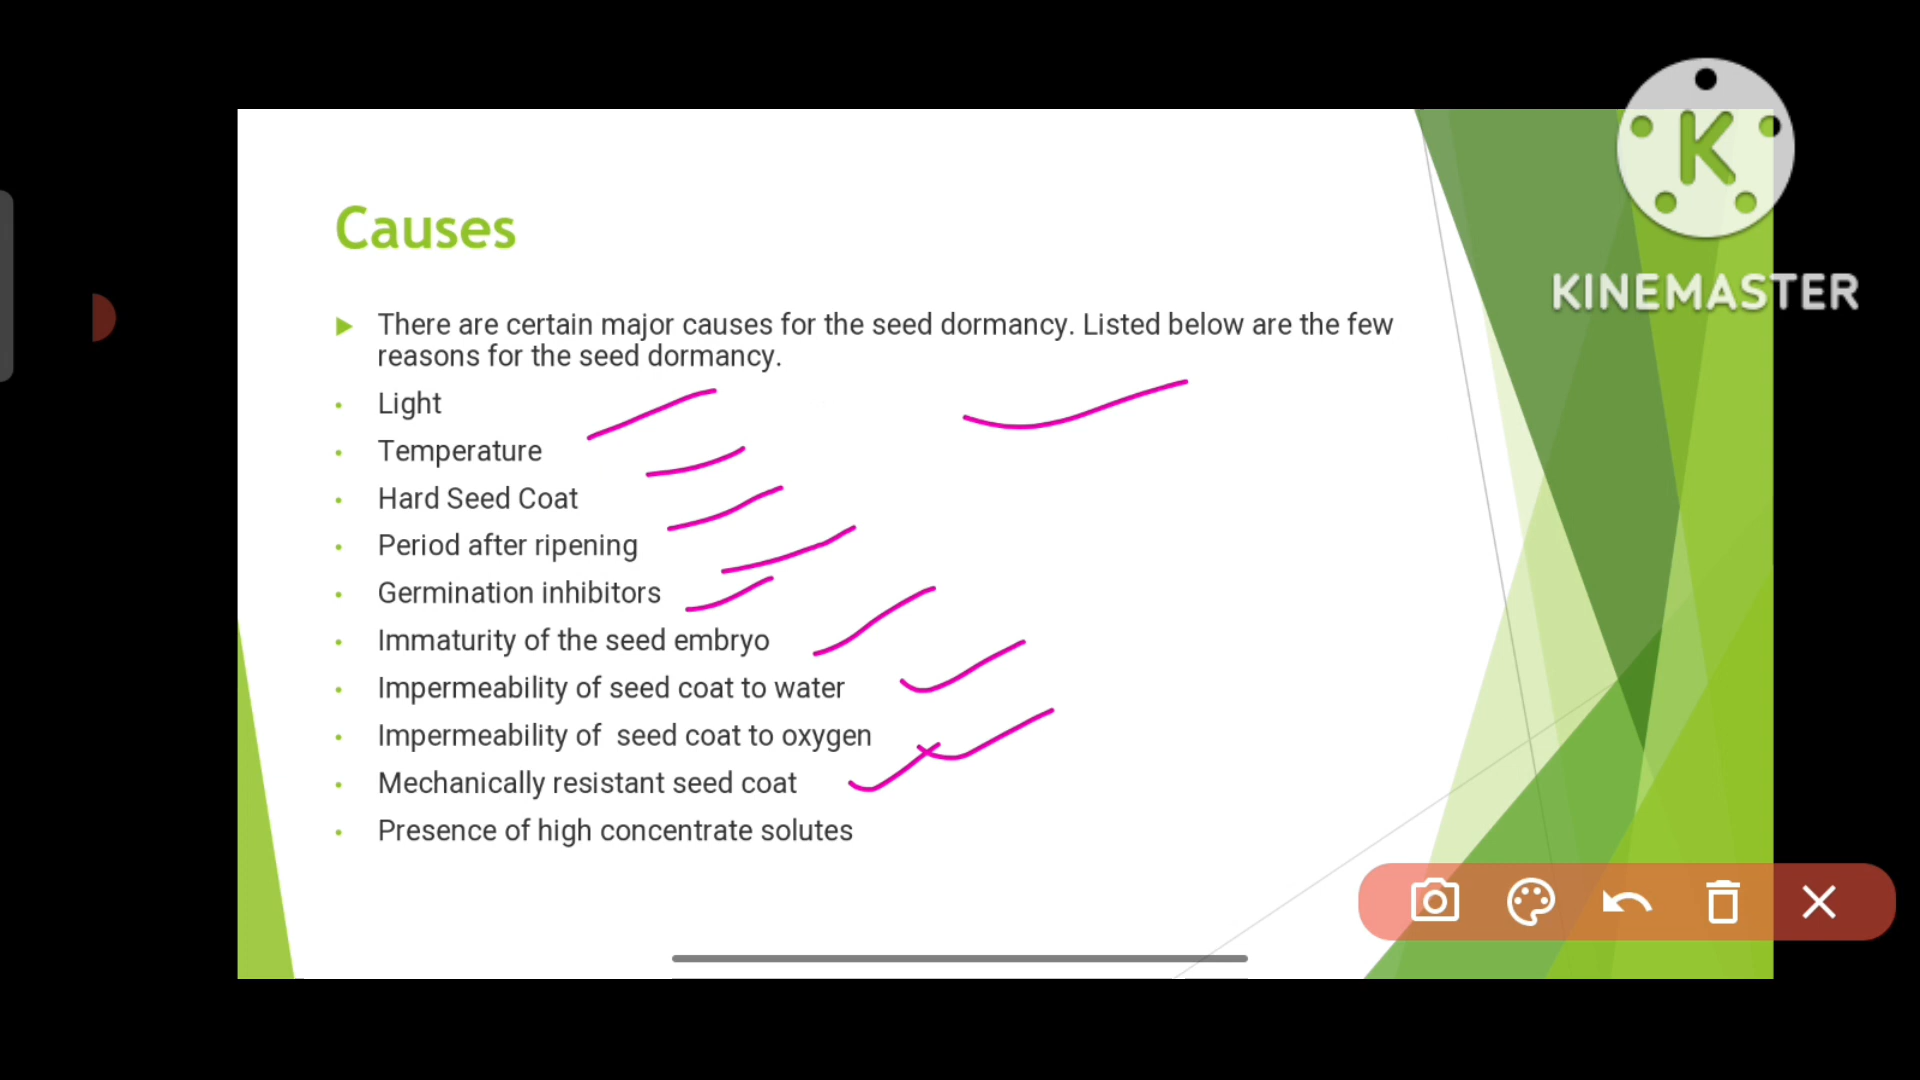 K
KINEMASTER
Causes
There are certain major causes for the seed dormancy. Listed below are the few
reasons for the seed dormancy.
Light
Temperature
Hard Seed Coat
Period after ripening
Germination inhibitors
Immaturity of the seed embryo
Impermeability of seed coat to water
Impermeability of  seed coat to oxygen
Mechanically resistant seed coat
Presence of high concentrate solutes